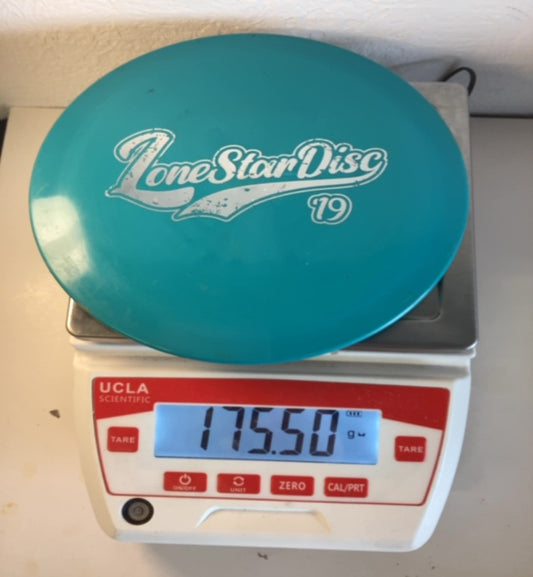 LoneStarDisc
'19
UCLA
SCIENTIFIC
175.50 g
TARE
TARE
ON/OFF
UNIT
ZERO
CAL/PRT